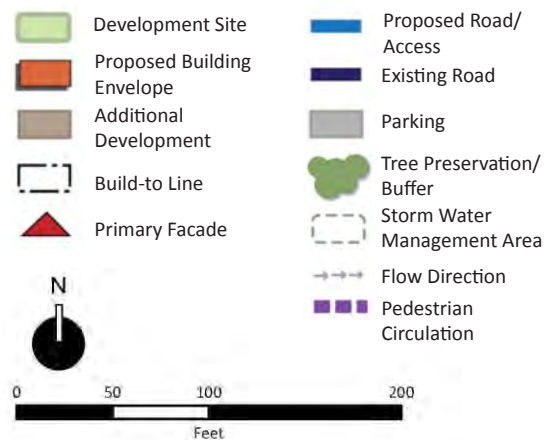 Development Site
Proposed Building
Envelope
Additional
Development
Build-to Line
Primary Facade
Proposed Road/
Access
Existing Road
Parking
Tree Preservation/
Buffer
Storm Water
Management Area
Flow Direction
Pedestrian
Circulation
N
0 50 100 200
Feet